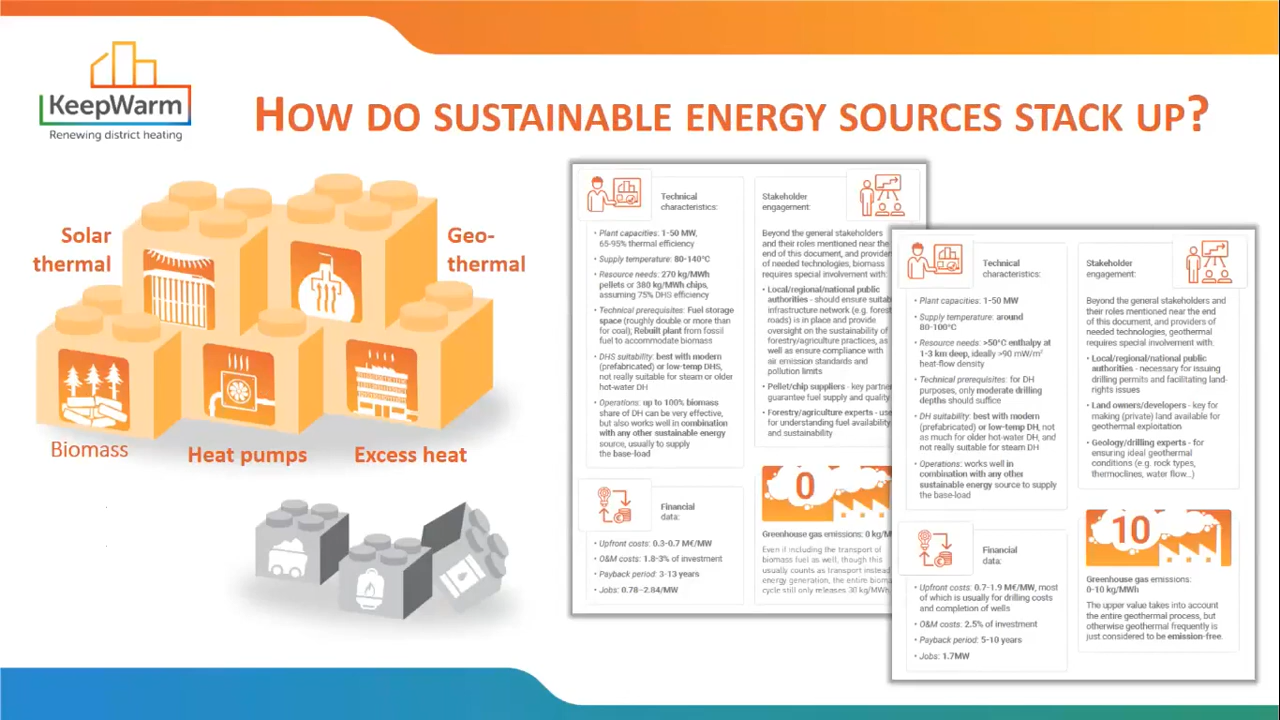 KeepWarm
Renewing district heating
HOW DO SUSTAINABLE ENERGY SOURCES STACK UP?
Solar
thermal
Geo-
thermal
Biomass
Heat pumps
Excess heat
Technical
characteristics:
• Plant capacities: 1-50 MW,
65-95% thermal efficiency
• Supply temperature: 80-140°C
• Resource needs: 270 kg/MWh
pellets or 380 kg/MWh chips,
assuming 75% DHS efficiency
• Technical prerequisites: Fuel storage
space (roughly double or more than
for coal); Rebuilt plant from fossil
fuel to accommodate biomass
• DHS suitability: best with modern
(prefabricated) or low-temp DHS,
not really suitable for steam or older
hot-water DH
• Operations: up to 100% biomass
share of DH can be very effective,
but also works well in combination
with any other sustainable energy
source, usually to supply
the base-load
Financial
data:
• Upfront costs: 0.3-0.7 M€/MW
• O&M costs: 1.8-3% of investment
• Payback period: 3-13 years
• Jobs: 0.78–2.84/MW
Stakeholder
engagement:
Beyond the general stakeholders
and their roles mentioned near the
end of this document, and provider
of needed technologies, biomass
requires special involvement with:
• Local/regional/national public
authorities - should ensure suitab
infrastructure network (e.g. forest
roads) is in place and provide
oversight on the sustainability of
forestry/agriculture practices, as
well as ensure compliance with
air emission standards and
pollution limits
• Pellet/chip suppliers - key partner
guarantee fuel supply and quality
• Forestry/agriculture experts - use
for understanding fuel availability
and sustainability
0
Greenhouse gas emissions: 0 kg/M
Even if including the transport of
biomass fuel as well, though this
usually counts as transport instead
energy generation, the entire bioma
cycle still only releases 30 kg/MWh
Technical
characteristics:
• Plant capacities: 1-50 MW
• Supply temperature: around
80-100°C
• Resource needs: >50°C enthalpy at
1-3 km deep, ideally >90 mW/m²
heat-flow density
• Technical prerequisites: for DH
purposes, only moderate drilling
depths should suffice
• DH suitability: best with modern
(prefabricated) or low-temp DH, not
as much for older hot-water DH, and
not really suitable for steam DH
• Operations: works well in
combination with any other
sustainable energy source to supply
the base-load
Financial
data:
• Upfront costs: 0.7-1.9 M€/MW, most
of which is usually for drilling costs
and completion of wells
• O&M costs: 2.5% of investment
• Payback period: 5-10 years
• Jobs: 1.7MW
Stakeholder
engagement:
Beyond the general stakeholders and
their roles mentioned near the end
of this document, and providers of
needed technologies, geothermal
requires special involvement with:
• Local/regional/national public
authorities - necessary for issuing
drilling permits and facilitating land-
rights issues
• Land owners/developers - key for
making (private) land available for
geothermal exploitation
• Geology/drilling experts - for
ensuring ideal geothermal
conditions (e.g. rock types,
thermoclines, water flow...)
10
Greenhouse gas emissions:
0-10 kg/MWh
The upper value takes into account
the entire geothermal process, but
otherwise geothermal frequently is
just considered to be emission-free.